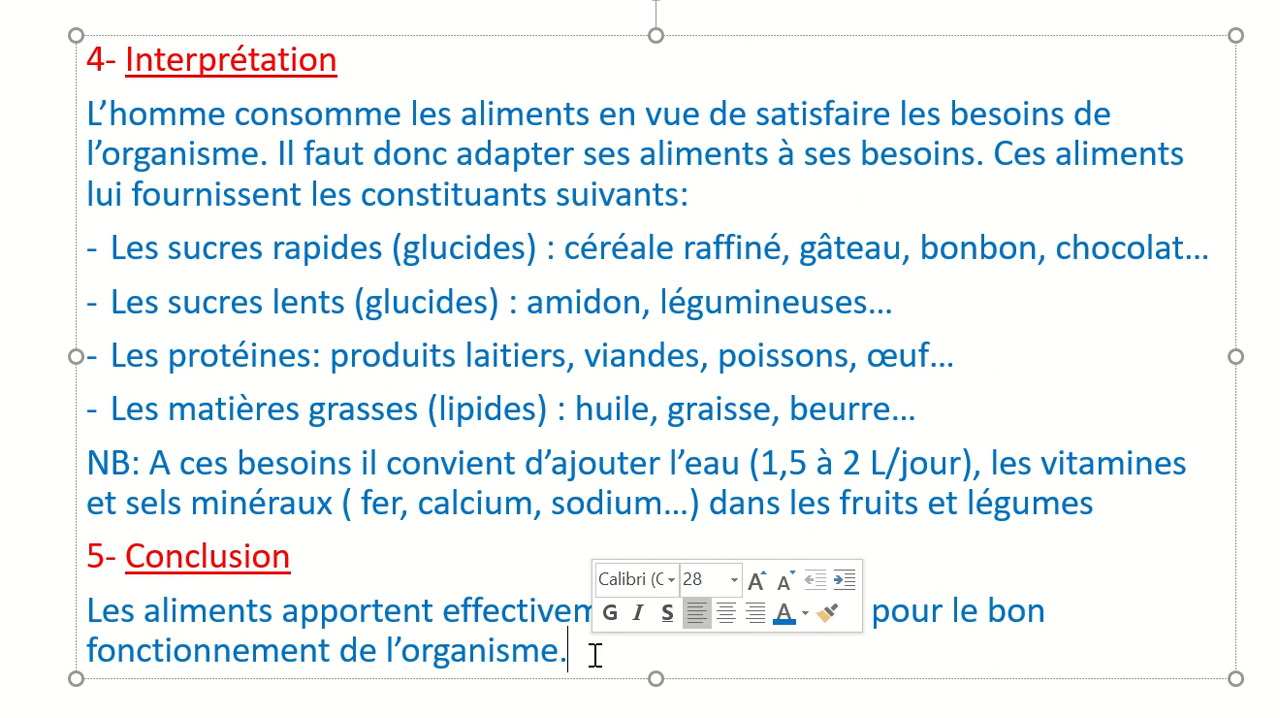 4- Interprétation
L’homme consomme les aliments en vue de satisfaire les besoins de
l’organisme. Il faut donc adapter ses aliments à ses besoins. Ces aliments
lui fournissent les constituants suivants:
- Les sucres rapides (glucides) : céréale raffiné, gâteau, bonbon, chocolat…
- Les sucres lents (glucides) : amidon, légumineuses…
- Les protéines: produits laitiers, viandes, poissons, œuf…
- Les matières grasses (lipides) : huile, graisse, beurre…
NB: A ces besoins il convient d’ajouter l’eau (1,5 à 2 L/jour), les vitamines
et sels minéraux ( fer, calcium, sodium…) dans les fruits et légumes
5- Conclusion
Calibri (C 28 A A
G I S A
Les aliments apportent pour le bon
fonctionnement de l’organisme.